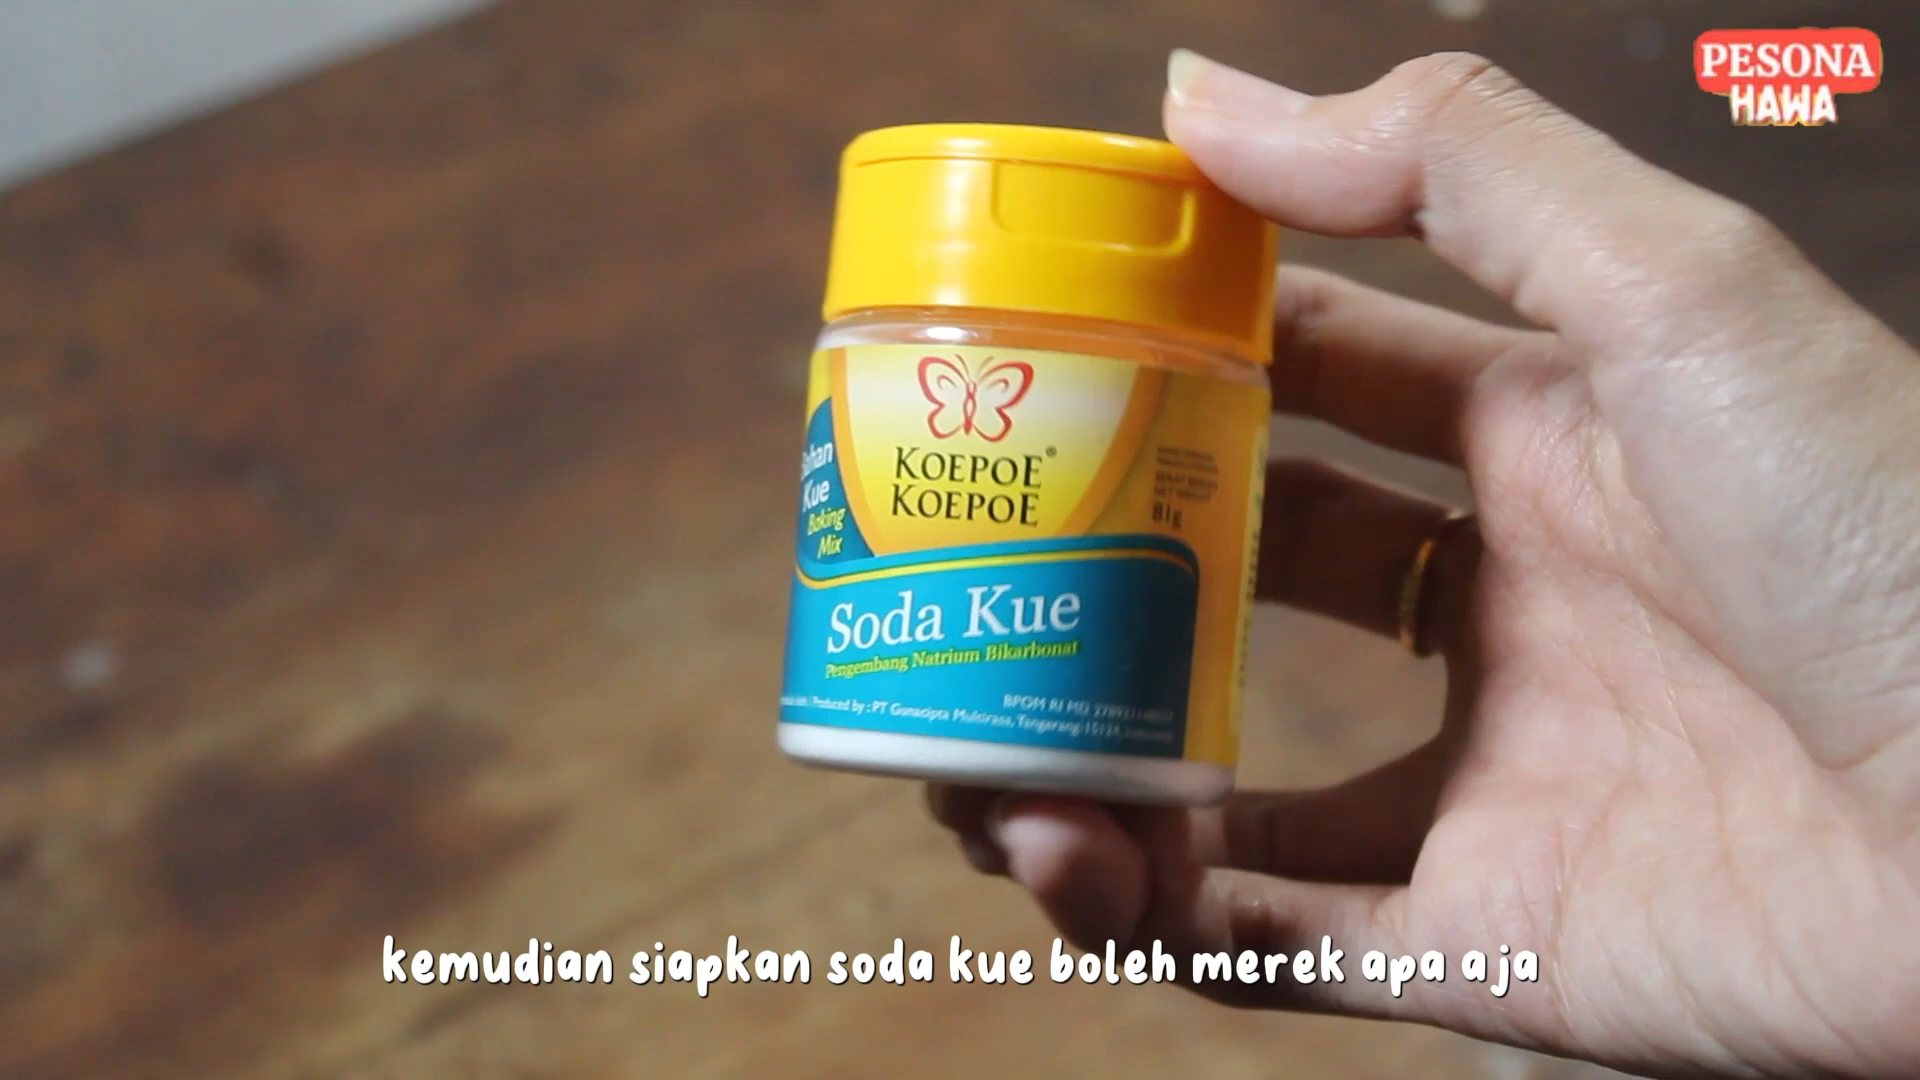 PESONA
HAWA
KOEPOE®
KOEPOE
Kue
Baking
Mix
81g
Soda Kue
Pengembang Natrium Bikarbonat
BPOM RI MD
Produced by : PT Gunacipta Multirasa, Tangerang
kemudian siapkan soda kue boleh merek apa aja